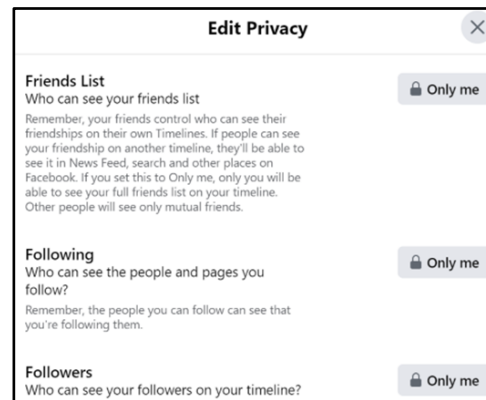 Edit Privacy
Friends List
Only me
Who can see your friends list
Remember, your friends control who can see their
friendships on their own Timelines. If people can see
your friendship on another timeline, they'll be able to
see it in News Feed, search and other places on
Facebook. If you set this to Only me, only you will be
able to see your full friends list on your timeline.
Other people will see only mutual friends.
Following
Only me
Who can see the people and pages you
follow?
Remember, the people you can follow can see that
you're following them.
Followers
Only me
Who can see your followers on your timeline?